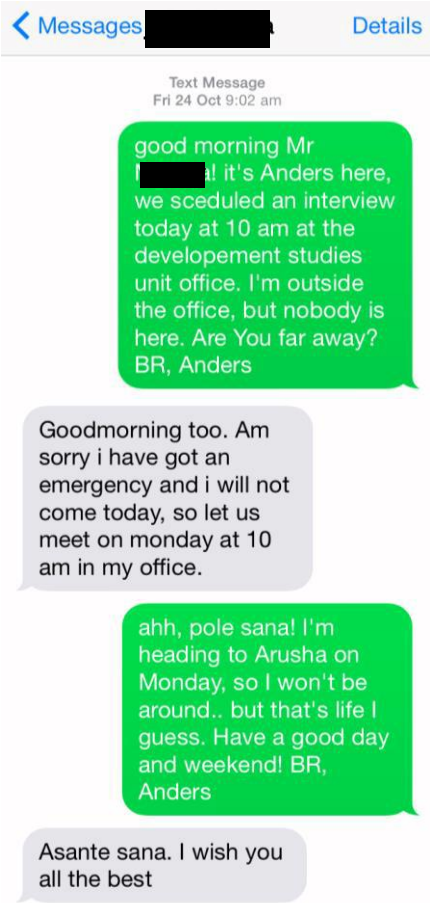 Messages Details
Text Message
Fri 24 Oct 9:02 am
good morning Mr
! it's Anders here,
we sceduled an interview
today at 10 am at the
developement studies
unit office. I'm outside
the office, but nobody is
here. Are You far away?
BR, Anders
Goodmorning too. Am
sorry i have got an
emergency and i will not
come today, so let us
meet on monday at 10
am in my office.
ahh, pole sana! I'm
heading to Arusha on
Monday, so I won't be
around.. but that's life I
guess. Have a good day
and weekend! BR,
Anders
Asante sana. I wish you
all the best